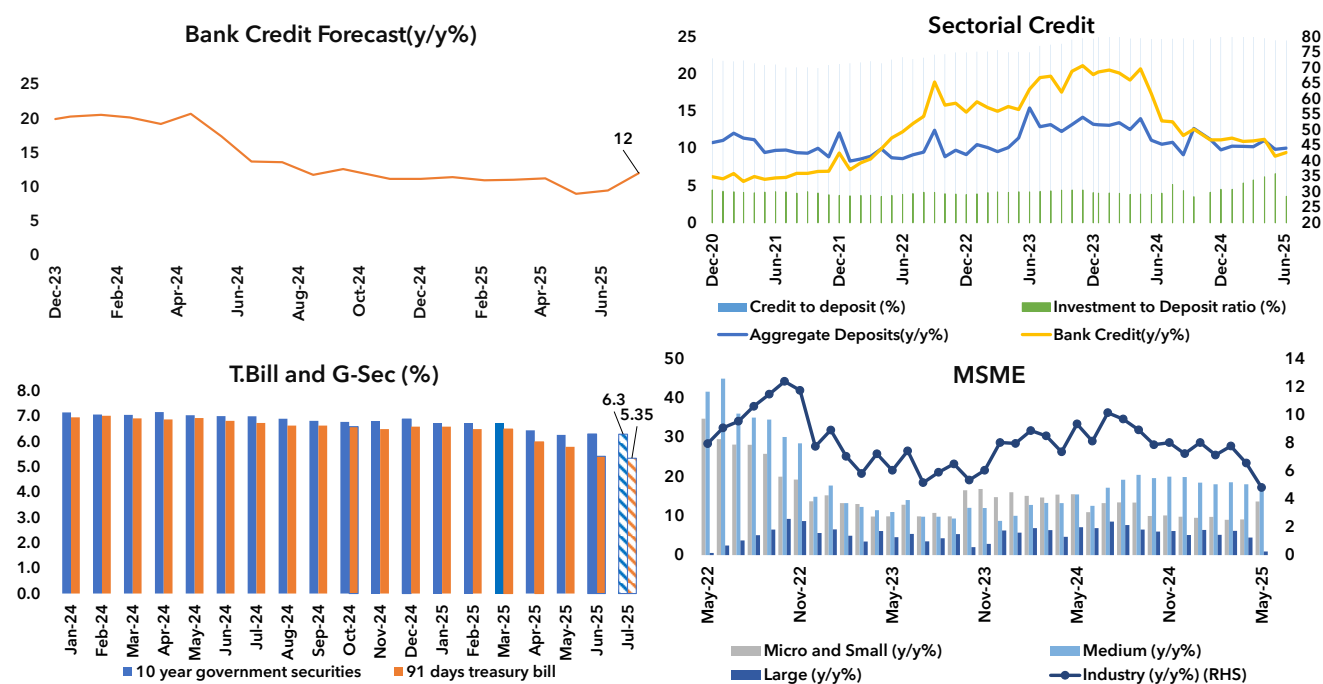 Bank Credit Forecast(y/y%)
25
20
15
10
5
0
12
Dec-23
Feb-24
Apr-24
Jun-24
Aug-24
Oct-24
Dec-24
Feb-25
Apr-25
Jun-25
Sectorial Credit
25
20
15
10
5
0
80
75
70
65
60
55
50
45
40
35
30
25
20
Dec-20
Jun-21
Dec-21
Jun-22
Dec-22
Jun-23
Dec-23
Jun-24
Dec-24
Jun-25
Credit to deposit (%)
Investment to Deposit ratio (%)
Aggregate Deposits(y/y%)
Bank Credit(y/y%)
T.Bill and G-Sec (%)
8.0
7.0
6.0
5.0
4.0
3.0
2.0
1.0
0.0
6.3
5.35
Jan-24
Feb-24
Mar-24
Apr-24
May-24
Jun-24
Jul-24
Aug-24
Sep-24
Oct-24
Nov-24
Dec-24
Jan-25
Feb-25
Mar-25
Apr-25
May-25
Jun-25
Jul-25
10 year government securities
91 days treasury bill
MSME
50
40
30
20
10
0
14
12
10
8
6
4
2
0
May-22
Nov-22
May-23
Nov-23
May-24
Nov-24
May-25
Micro and Small (y/y%)
Medium (y/y%)
Large (y/y%)
Industry (y/y%) (RHS)